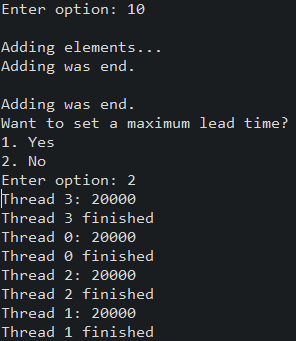 Enter option: 10
Adding elements...
Adding was end.
Adding was end.
Want to set a maximum lead time?
1. Yes
2. No
Enter option: 2
Thread 3: 20000
Thread 3 finished
Thread 0: 20000
Thread 0 finished
Thread 2: 20000
Thread 2 finished
Thread 1: 20000
Thread 1 finished